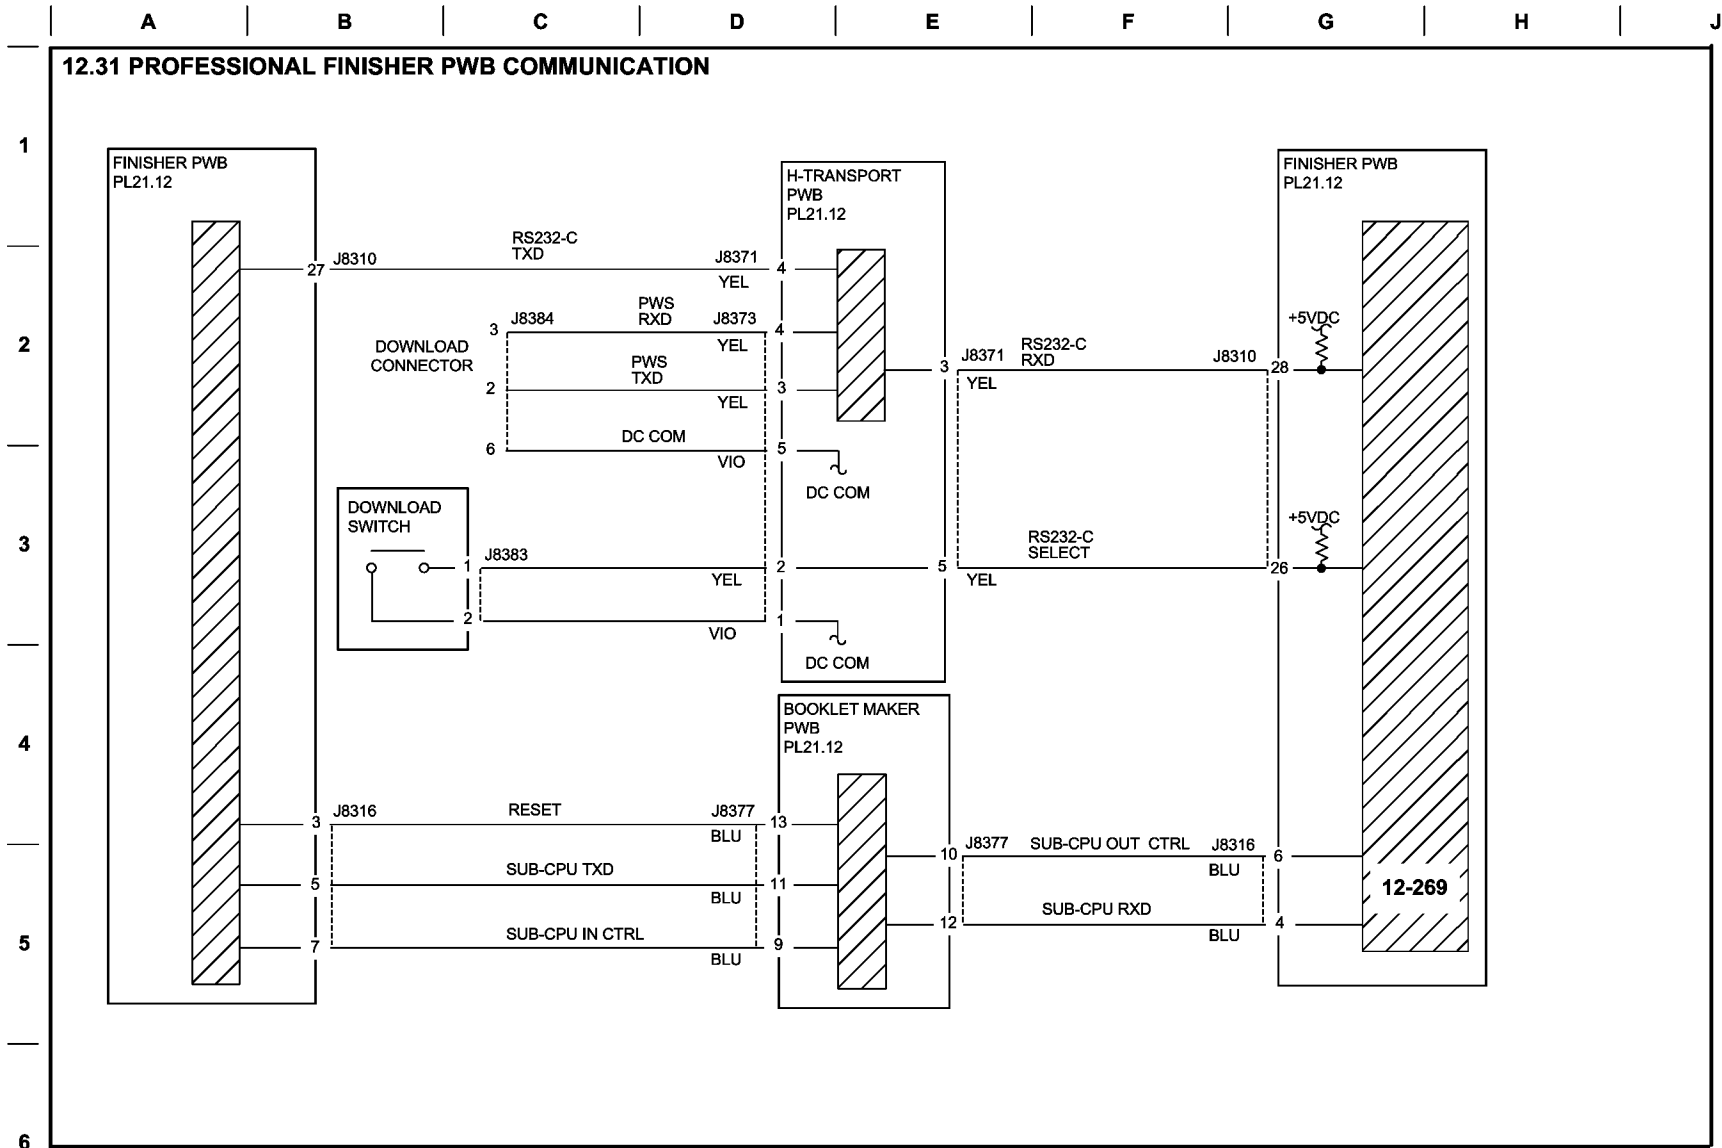 A B C D E F G H J
12.31 PROFESSIONAL FINISHER PWB COMMUNICATION
1
2
3
4
5
6
FINISHER PWB
PL21.12
27 J8310
RS232-C
TXD
J8371 4
YEL
H-TRANSPORT
PWB
PL21.12
FINISHER PWB
PL21.12
DOWNLOAD
CONNECTOR
3 J8384
PWS
RXD
J8373 4
YEL
2
PWS
TXD
3
YEL
6
DC COM
5
VIO
DC COM
3 J8371
YEL
RS232-C
RXD
J8310 28
+5VDC
DOWNLOAD
SWITCH
1 J8383
YEL
2
2
VIO
1
DC COM
5
YEL
RS232-C
SELECT
26
+5VDC
BOOKLET MAKER
PWB
PL21.12
3 J8316
RESET
J8377 13
BLU
5
SUB-CPU TXD
11
BLU
7
SUB-CPU IN CTRL
9
BLU
10 J8377
SUB-CPU OUT CTRL
J8316 6
BLU
12
SUB-CPU RXD
4
BLU
12-269